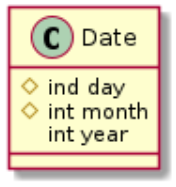 C Date
ind day
int month
int year